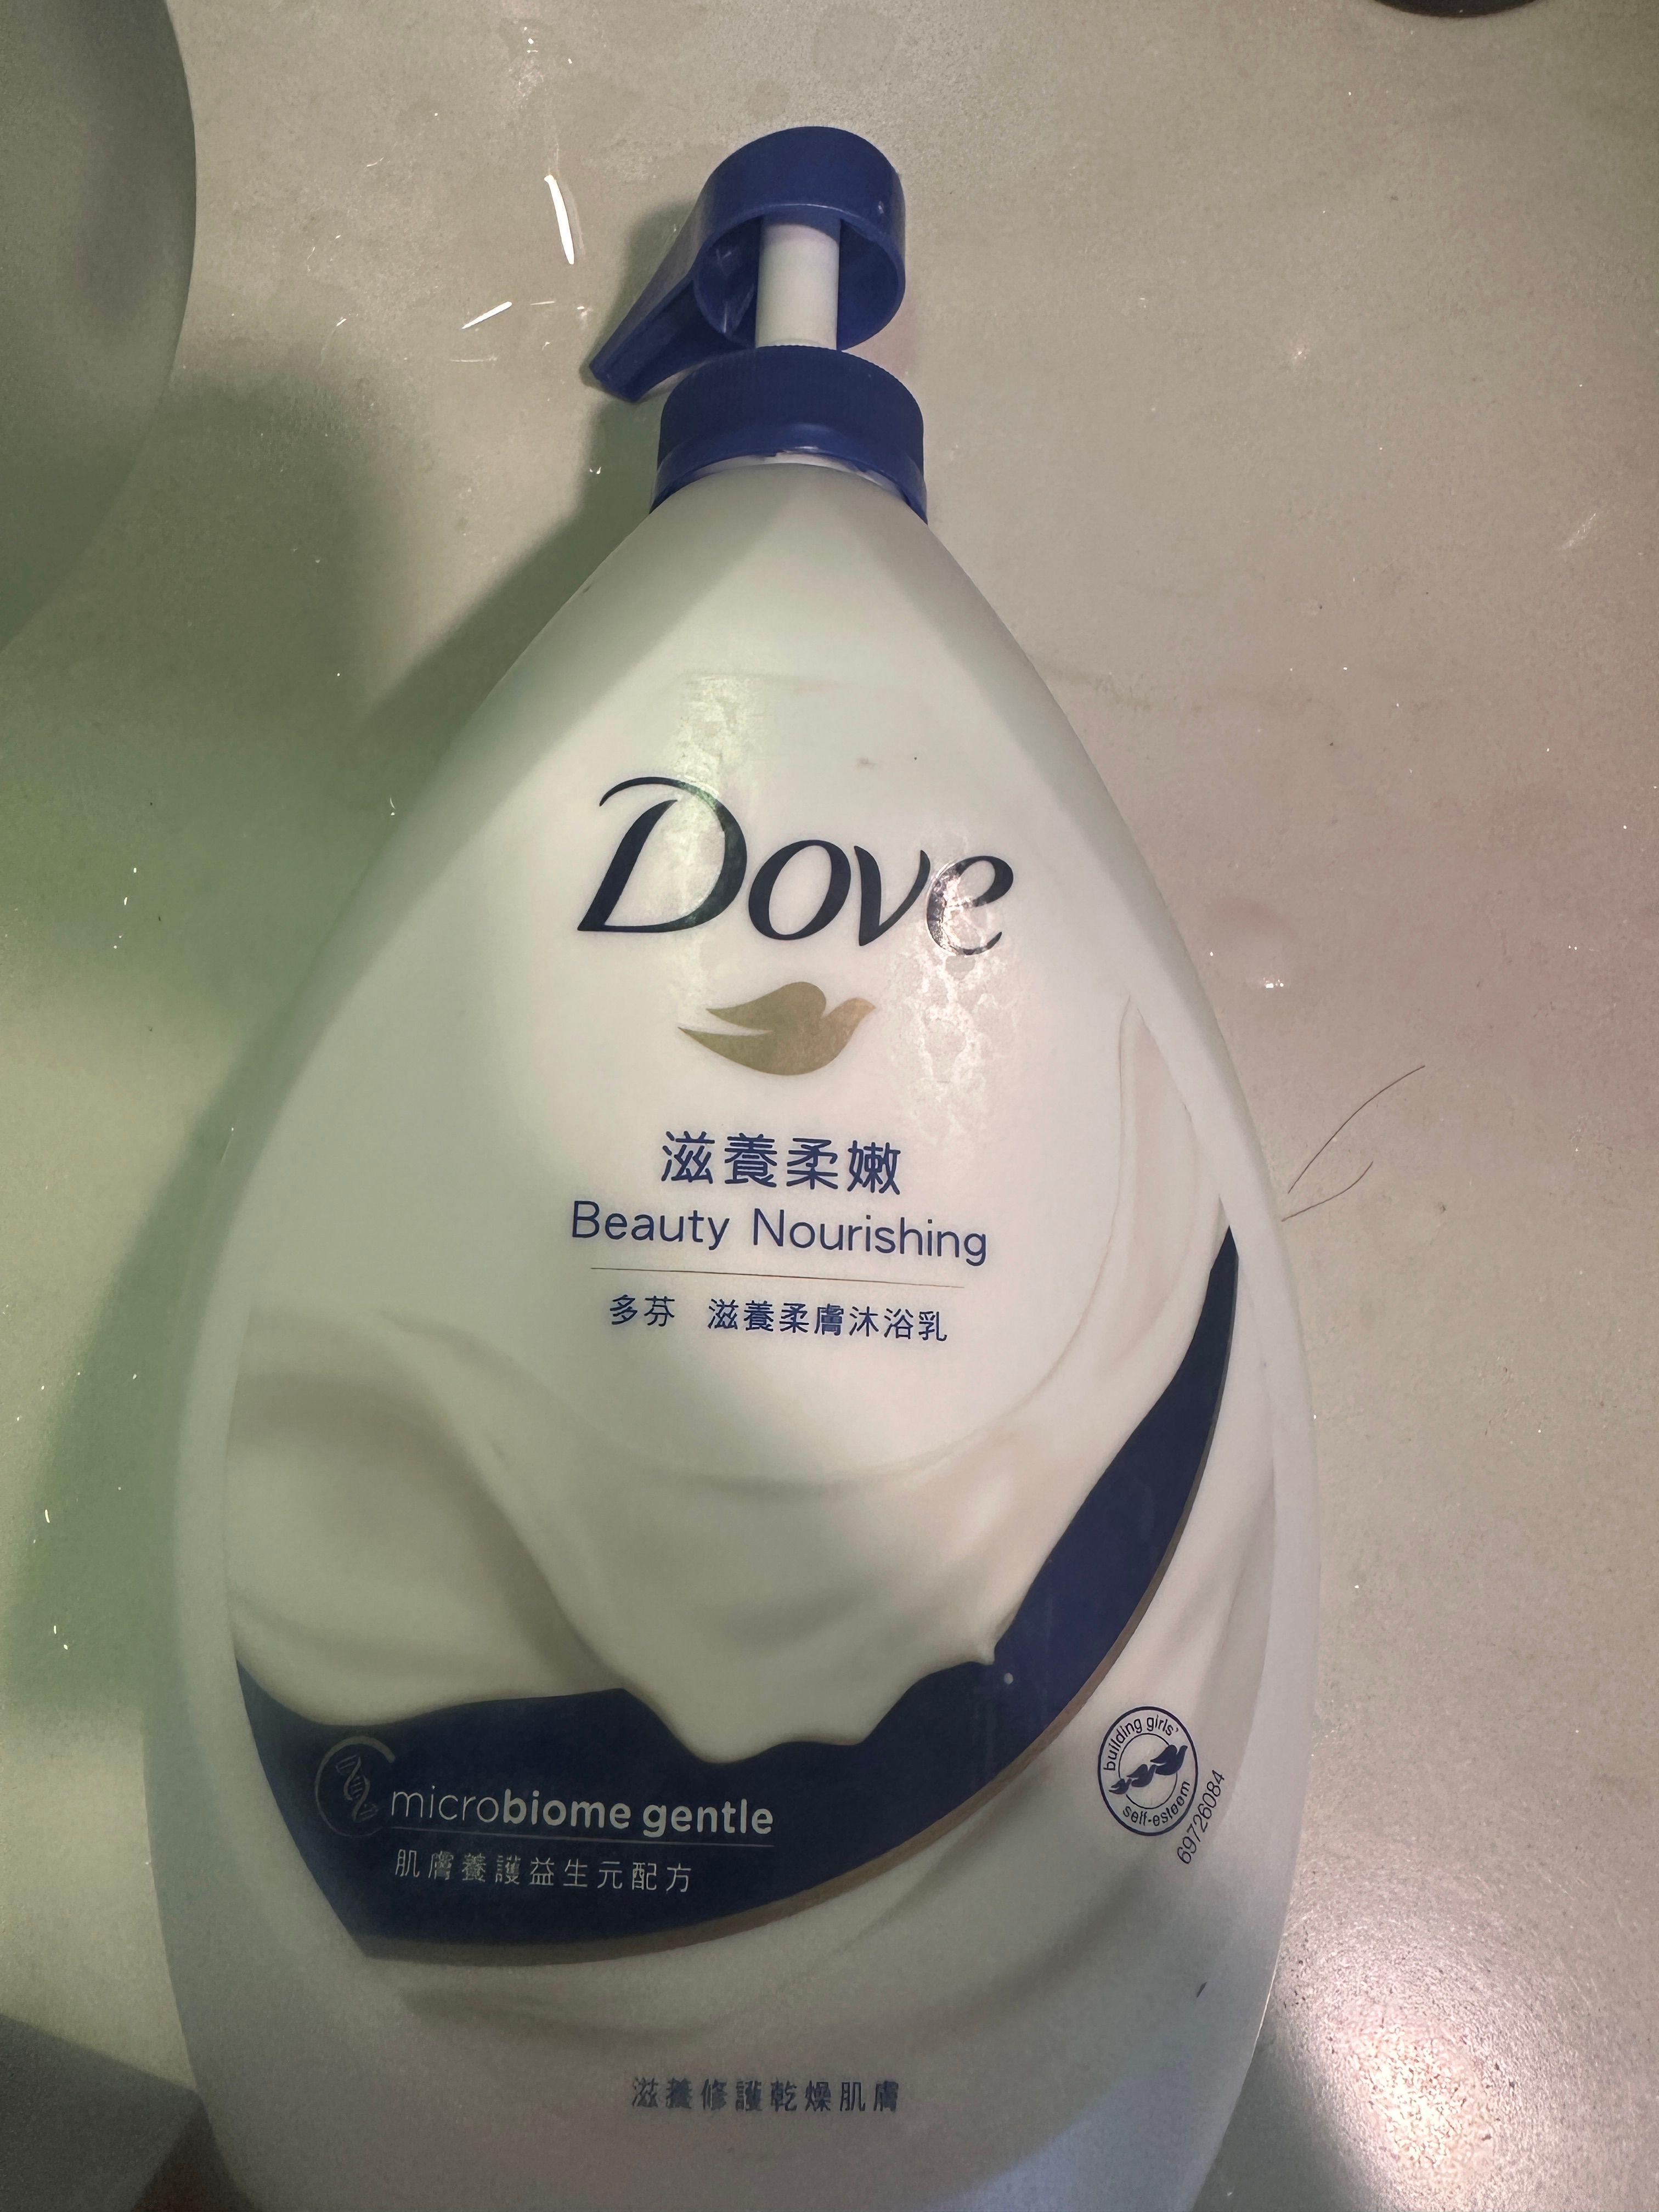 Dove
滋養柔嫩
Beauty Nourishing
多芬 滋養柔膚沐浴乳
building girls'
self-esteem
69726084
microbiome gentle
肌膚養護益生元配方
滋養修護乾燥肌膚